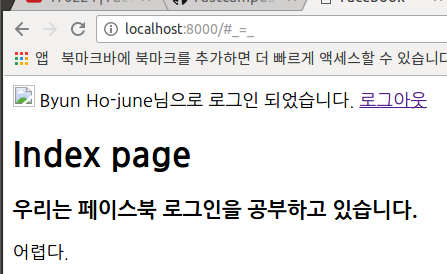 localhost:8000/#_=_
앱 북마크바에 북마크를 추가하면 더 빠르게 액세스할 수 있습니다
Byun Ho-june님으로 로그인 되었습니다. 로그아웃
Index page
우리는 페이스북 로그인을 공부하고 있습니다.
어렵다.